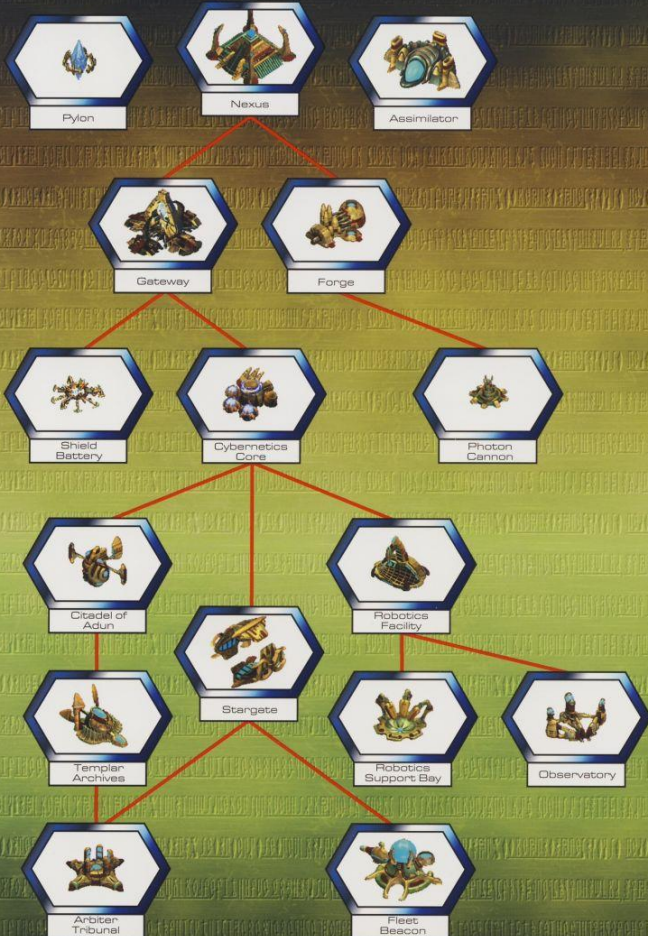 Pylon
Nexus
Assimilator
Gateway
Forge
Shield
Battery
Cybernetics
Core
Photon
Cannon
Citadel of
Adun
Robotics
Facility
Stargate
Templar
Archives
Robotics
Support Bay
Observatory
Arbiter
Tribunal
Fleet
Beacon